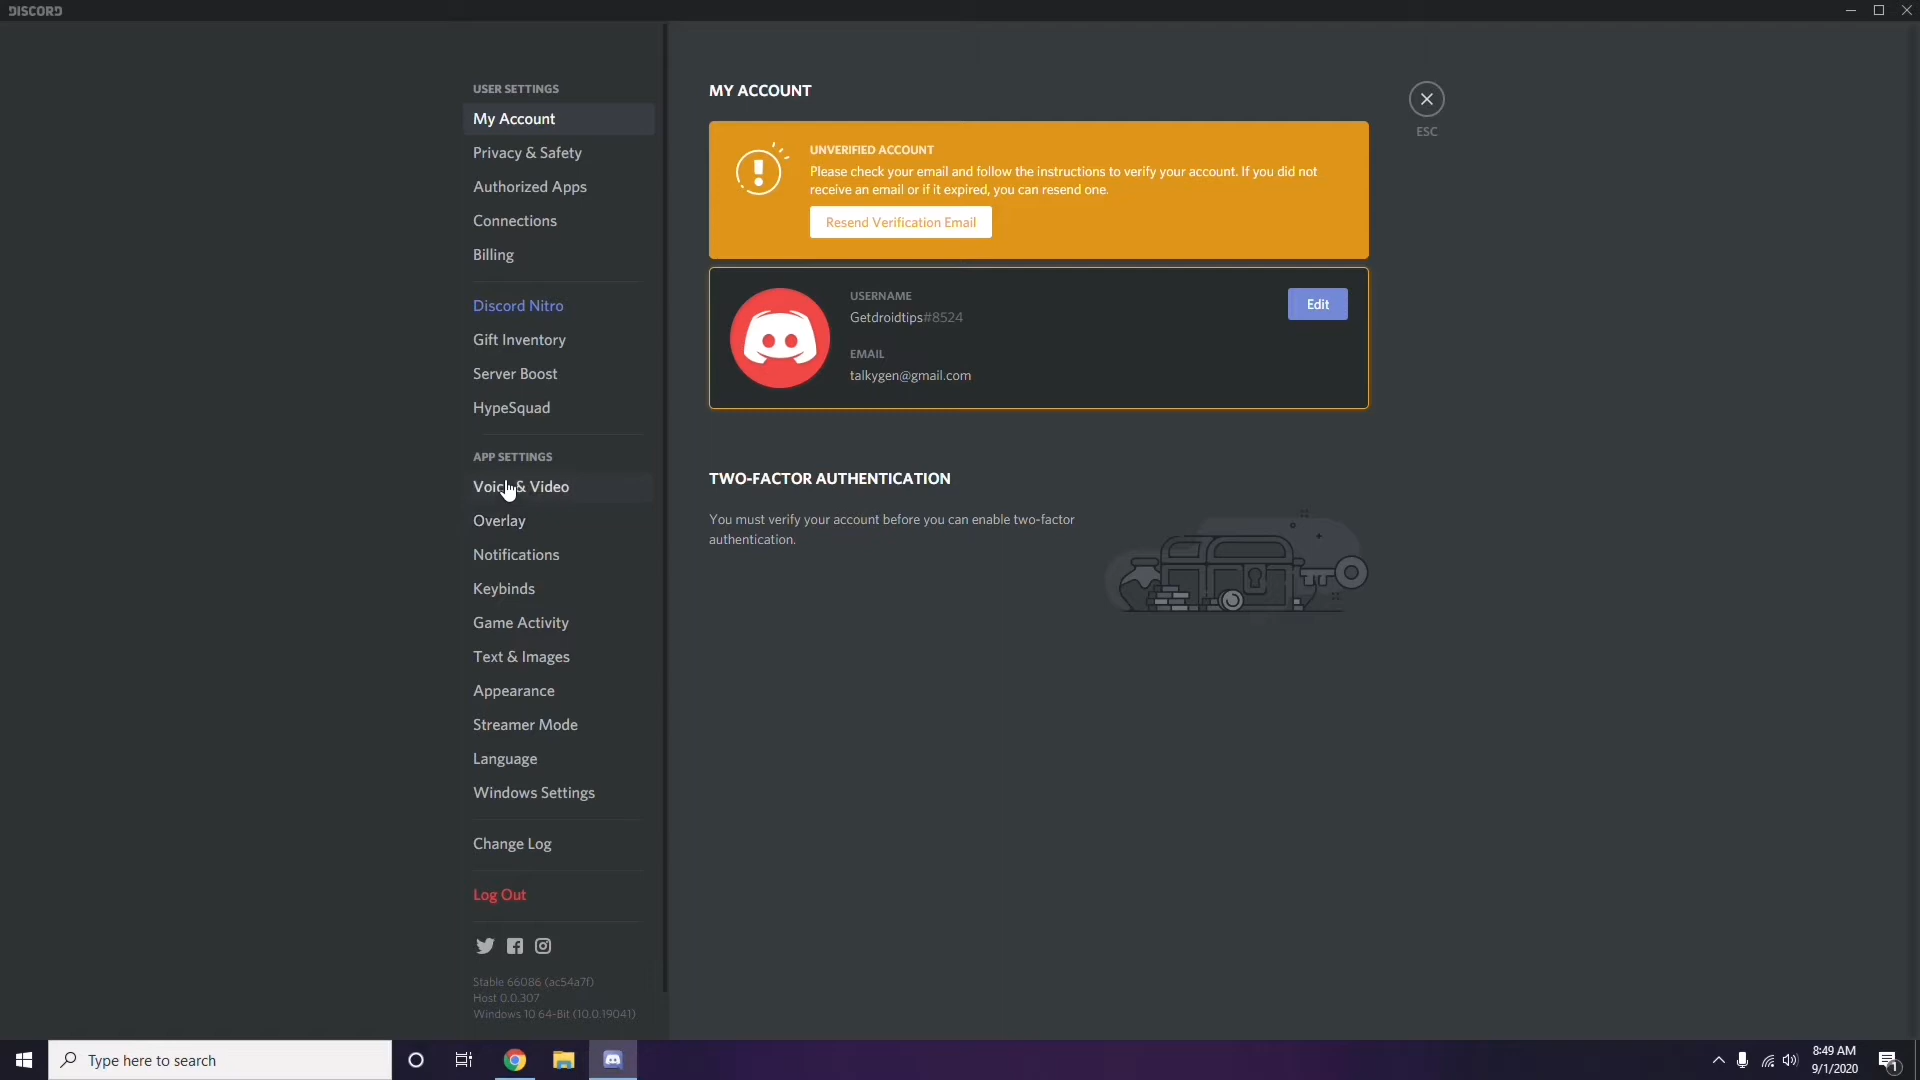 DISCORD
USER SETTINGS
My Account
Privacy & Safety
Authorized Apps
Connections
Billing
Discord Nitro
Gift Inventory
Server Boost
HypeSquad
APP SETTINGS
Voice & Video
Overlay
Notifications
Keybinds
Game Activity
Text & Images
Appearance
Streamer Mode
Language
Windows Settings
Change Log
Log Out
Stable 66086 (ac54a7f)
Host 0.0.307
Windows 10 64-Bit (10.0.19041)
MY ACCOUNT
UNVERIFIED ACCOUNT
Please check your email and follow the instructions to verify your account. If you did not
receive an email or if it expired, you can resend one.
Resend Verification Email
USERNAME
Getdroidtips#8524
Edit
EMAIL
talkygen@gmail.com
TWO-FACTOR AUTHENTICATION
You must verify your account before you can enable two-factor
authentication.
ESC
Type here to search
8:49 AM
9/1/2020
1